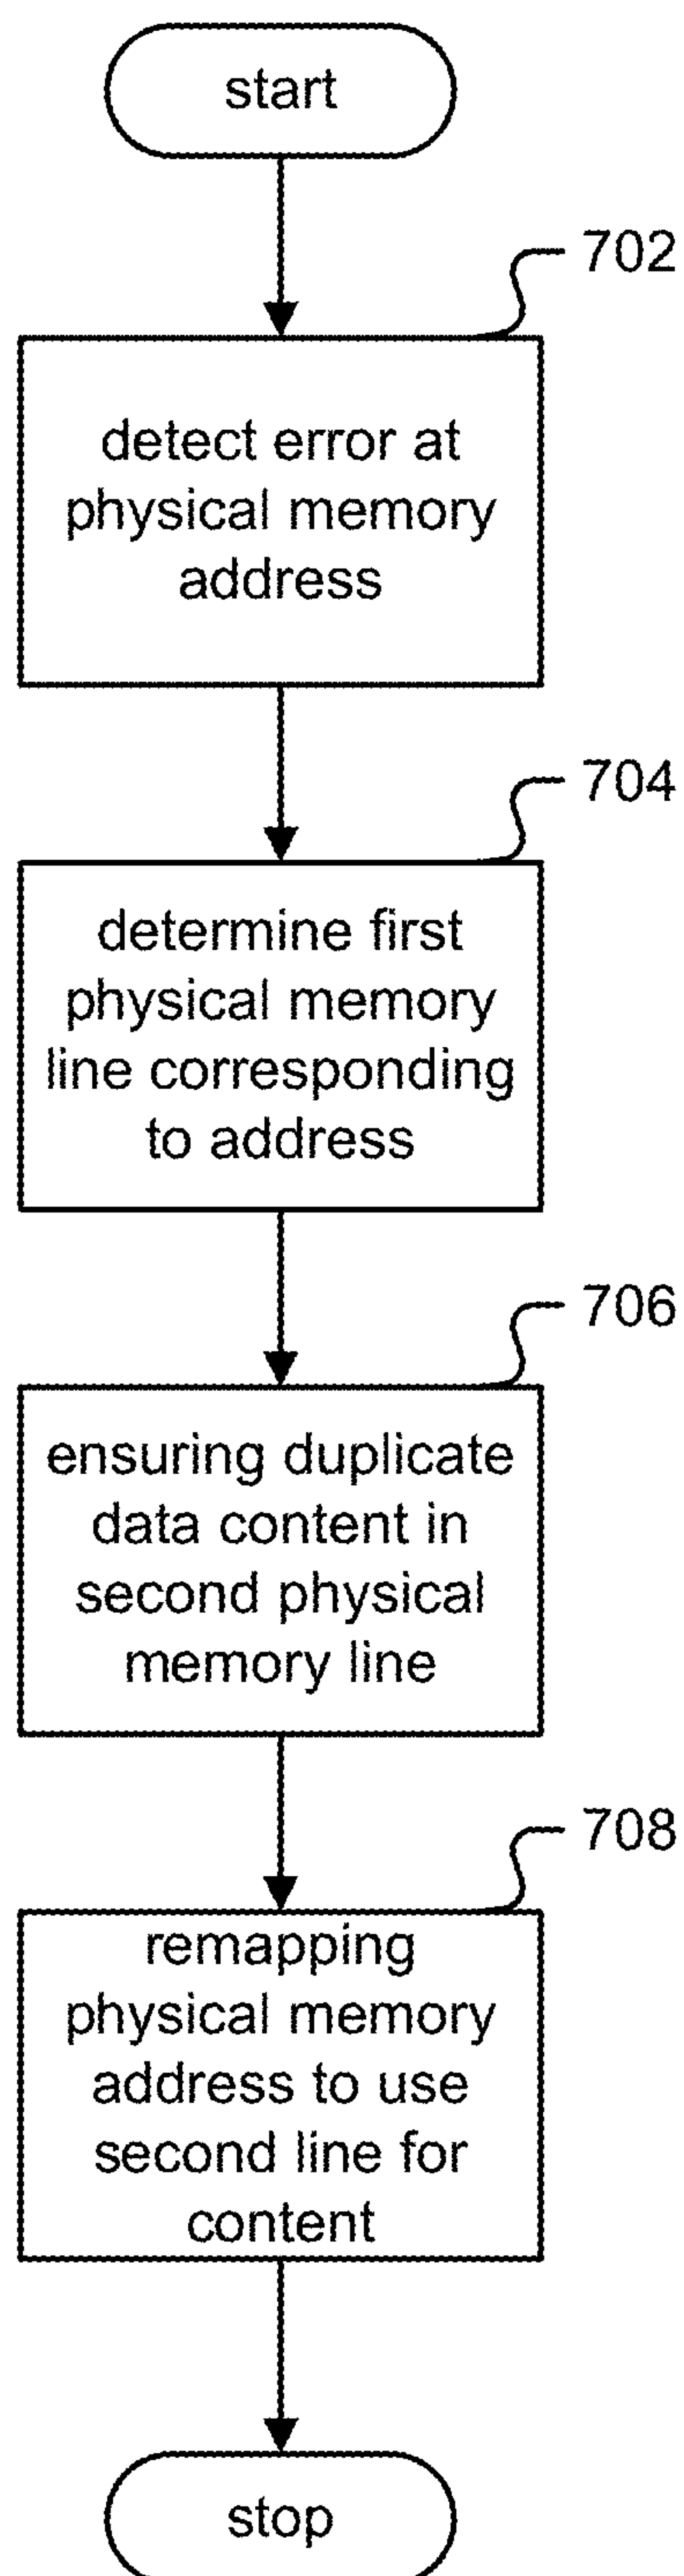 start
702
detect error at
physical memory
address
704
determine first
physical memory
line corresponding
to address
706
ensuring duplicate
data content in
second physical
memory line
708
remapping
physical memory
address to use
second line for
content
stop